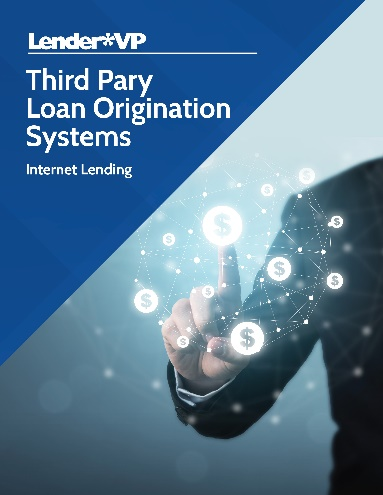 Lender*VP
Third Pary
Loan Origination
Systems
Internet Lending
$
$
$
$
$
$
$
$
$
$